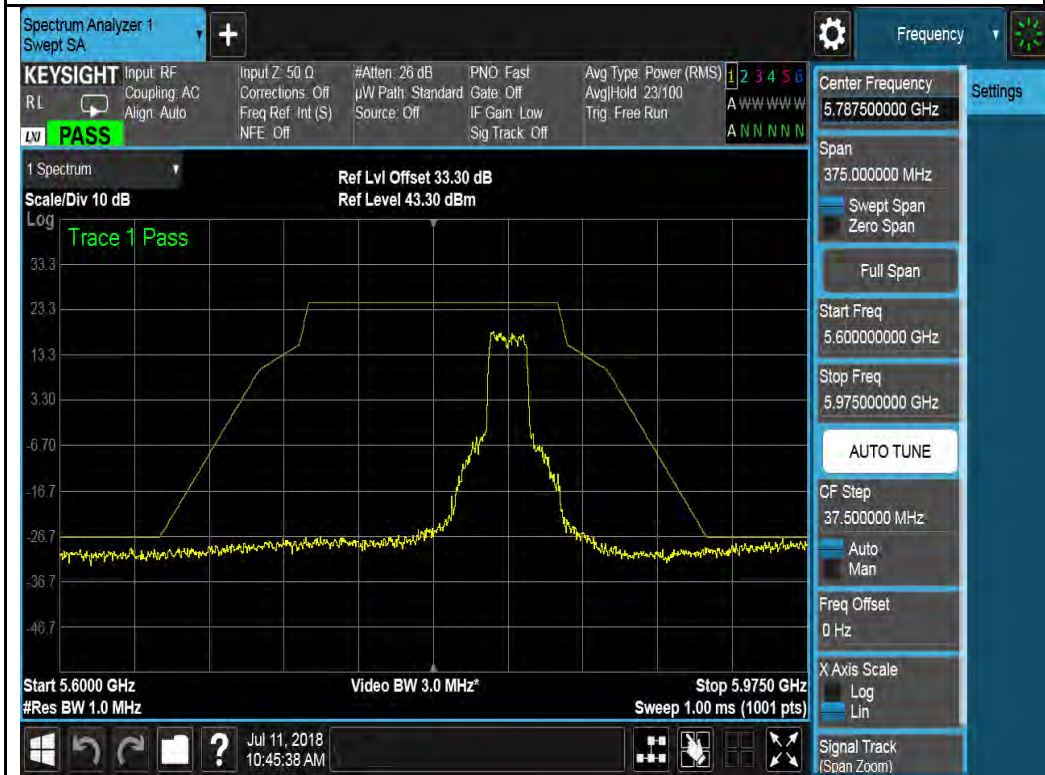 Spectrum Analyzer 1
Swept SA
+
Frequency
KEYSIGHT
RL
LXI PASS
Input: RF
Coupling: AC
Align: Auto
Input Z: 50 Ω
Corrections: Off
Freq Ref: Int (S)
NFE: Off
#Atten: 26 dB
µW Path: Standard
Source: Off
PNO: Fast
Gate: Off
IF Gain: Low
Sig Track: Off
Avg Type: Power (RMS)
Avg|Hold: 23/100
Trig: Free Run
1 2 3 4 5 6
A W W W W W
A N N N N N
1 Spectrum
Scale/Div 10 dB
Ref Lvl Offset 33.30 dB
Ref Level 43.30 dBm
Log
Trace 1 Pass
33.3
23.3
13.3
3.30
-6.70
-16.7
-26.7
-36.7
-46.7
Start 5.6000 GHz
#Res BW 1.0 MHz
Video BW 3.0 MHz*
Stop 5.9750 GHz
Sweep 1.00 ms (1001 pts)
?
Jul 11, 2018
10:45:38 AM
Center Frequency
5.787500000 GHz
Span
375.000000 MHz
Swept Span
Zero Span
Full Span
Start Freq
5.600000000 GHz
Stop Freq
5.975000000 GHz
AUTO TUNE
CF Step
37.500000 MHz
Auto
Man
Freq Offset
0 Hz
X Axis Scale
Log
Lin
Signal Track
(Span Zoom)
Settings